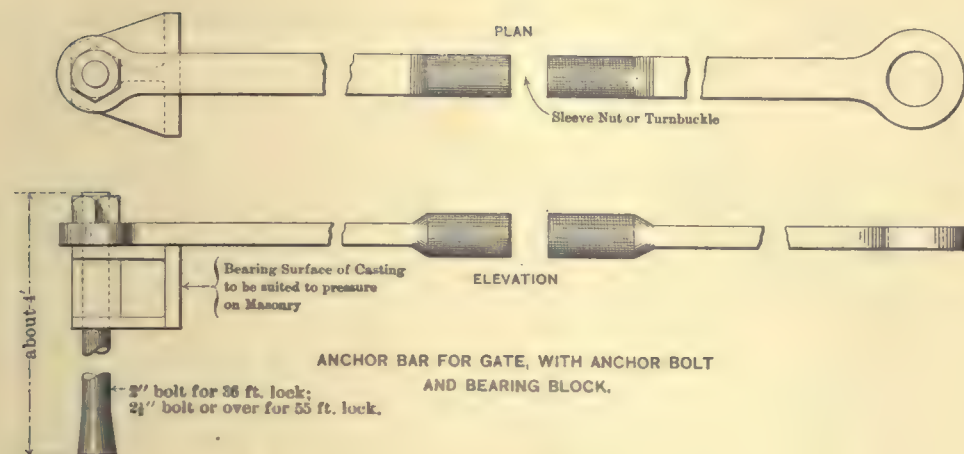 PLAN
Sleeve Nut or Turnbuckle
Bearing Surface of Casting
to be suited to pressure
on Masonry
ELEVATION
about 4'
ANCHOR BAR FOR GATE, WITH ANCHOR BOLT
AND BEARING BLOCK.
2" bolt for 36 ft. lock;
bolt or over for 55 ft. lock.